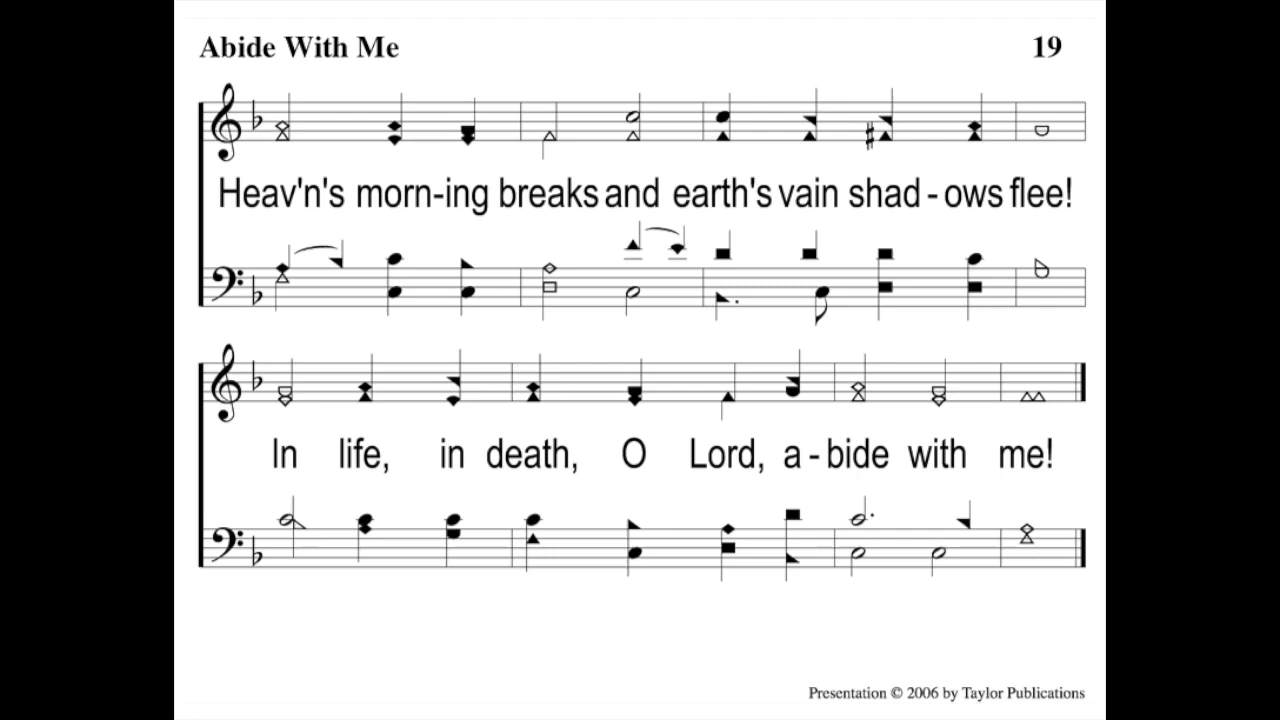 Abide With Me 19
Heav'n's morn-ing breaks and earth's vain shad - ows flee!
In life, in death, O Lord, a - bide with me!
Presentation © 2006 by Taylor Publications